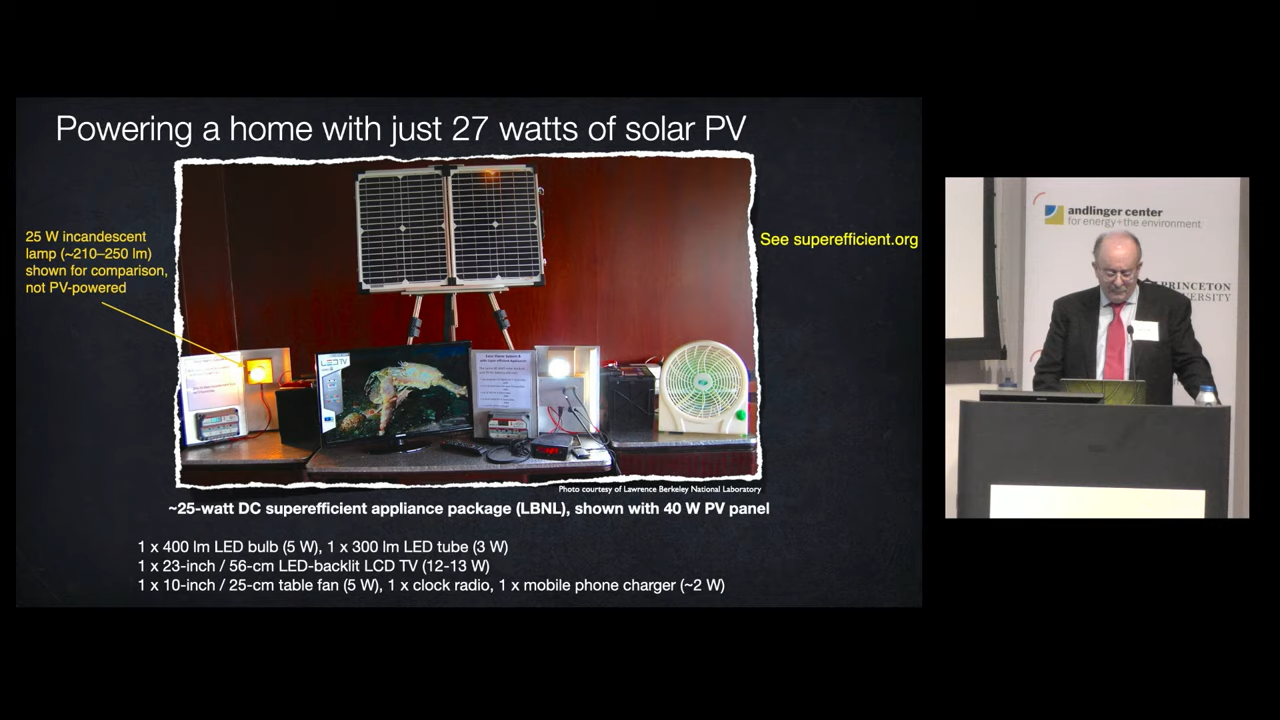 Powering a home with just 27 watts of solar PV
25 W incandescent
lamp (~210–250 lm)
shown for comparison,
not PV-powered
See superefficient.org
LED TV
Photo courtesy of Lawrence Berkeley National Laboratory
~25-watt DC superefficient appliance package (LBNL), shown with 40 W PV panel
1 x 400 lm LED bulb (5 W), 1 x 300 lm LED tube (3 W)
1 x 23-inch / 56-cm LED-backlit LCD TV (12-13 W)
1 x 10-inch / 25-cm table fan (5 W), 1 x clock radio, 1 x mobile phone charger (~2 W)
andlinger center
for energy+the environment
PRINCETON